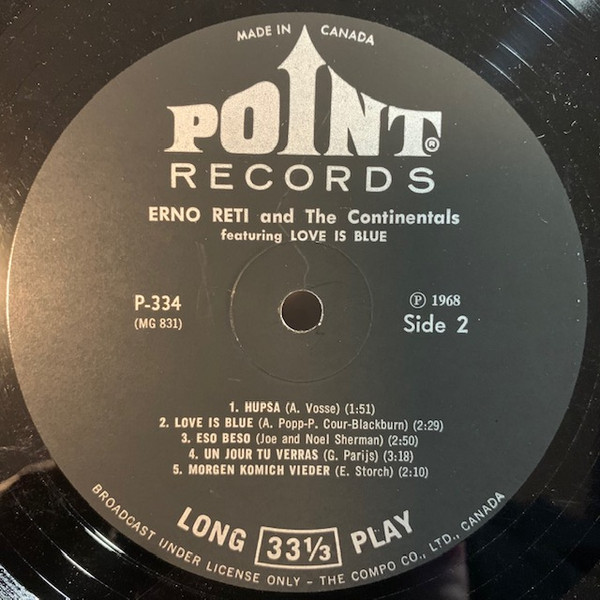 MADE IN CANADA
POINT®
RECORDS
ERNO RETI and The Continentals
featuring LOVE IS BLUE
P-334
(MG 831)
℗ 1968
Side 2
1. HUPSA (A. Vosse) (1:51)
2. LOVE IS BLUE (A. Popp-P. Cour-Blackburn) (2:29)
3. ESO BESO (Joe and Noel Sherman) (2:50)
4. UN JOUR TU VERRAS (G. Parijs) (3:18)
5. MORGEN KOMICH VIEDER (E. Storch) (2:10)
LONG 33⅓ PLAY
BROADCAST UNDER LICENSE ONLY - THE COMPO CO., LTD., CANADA